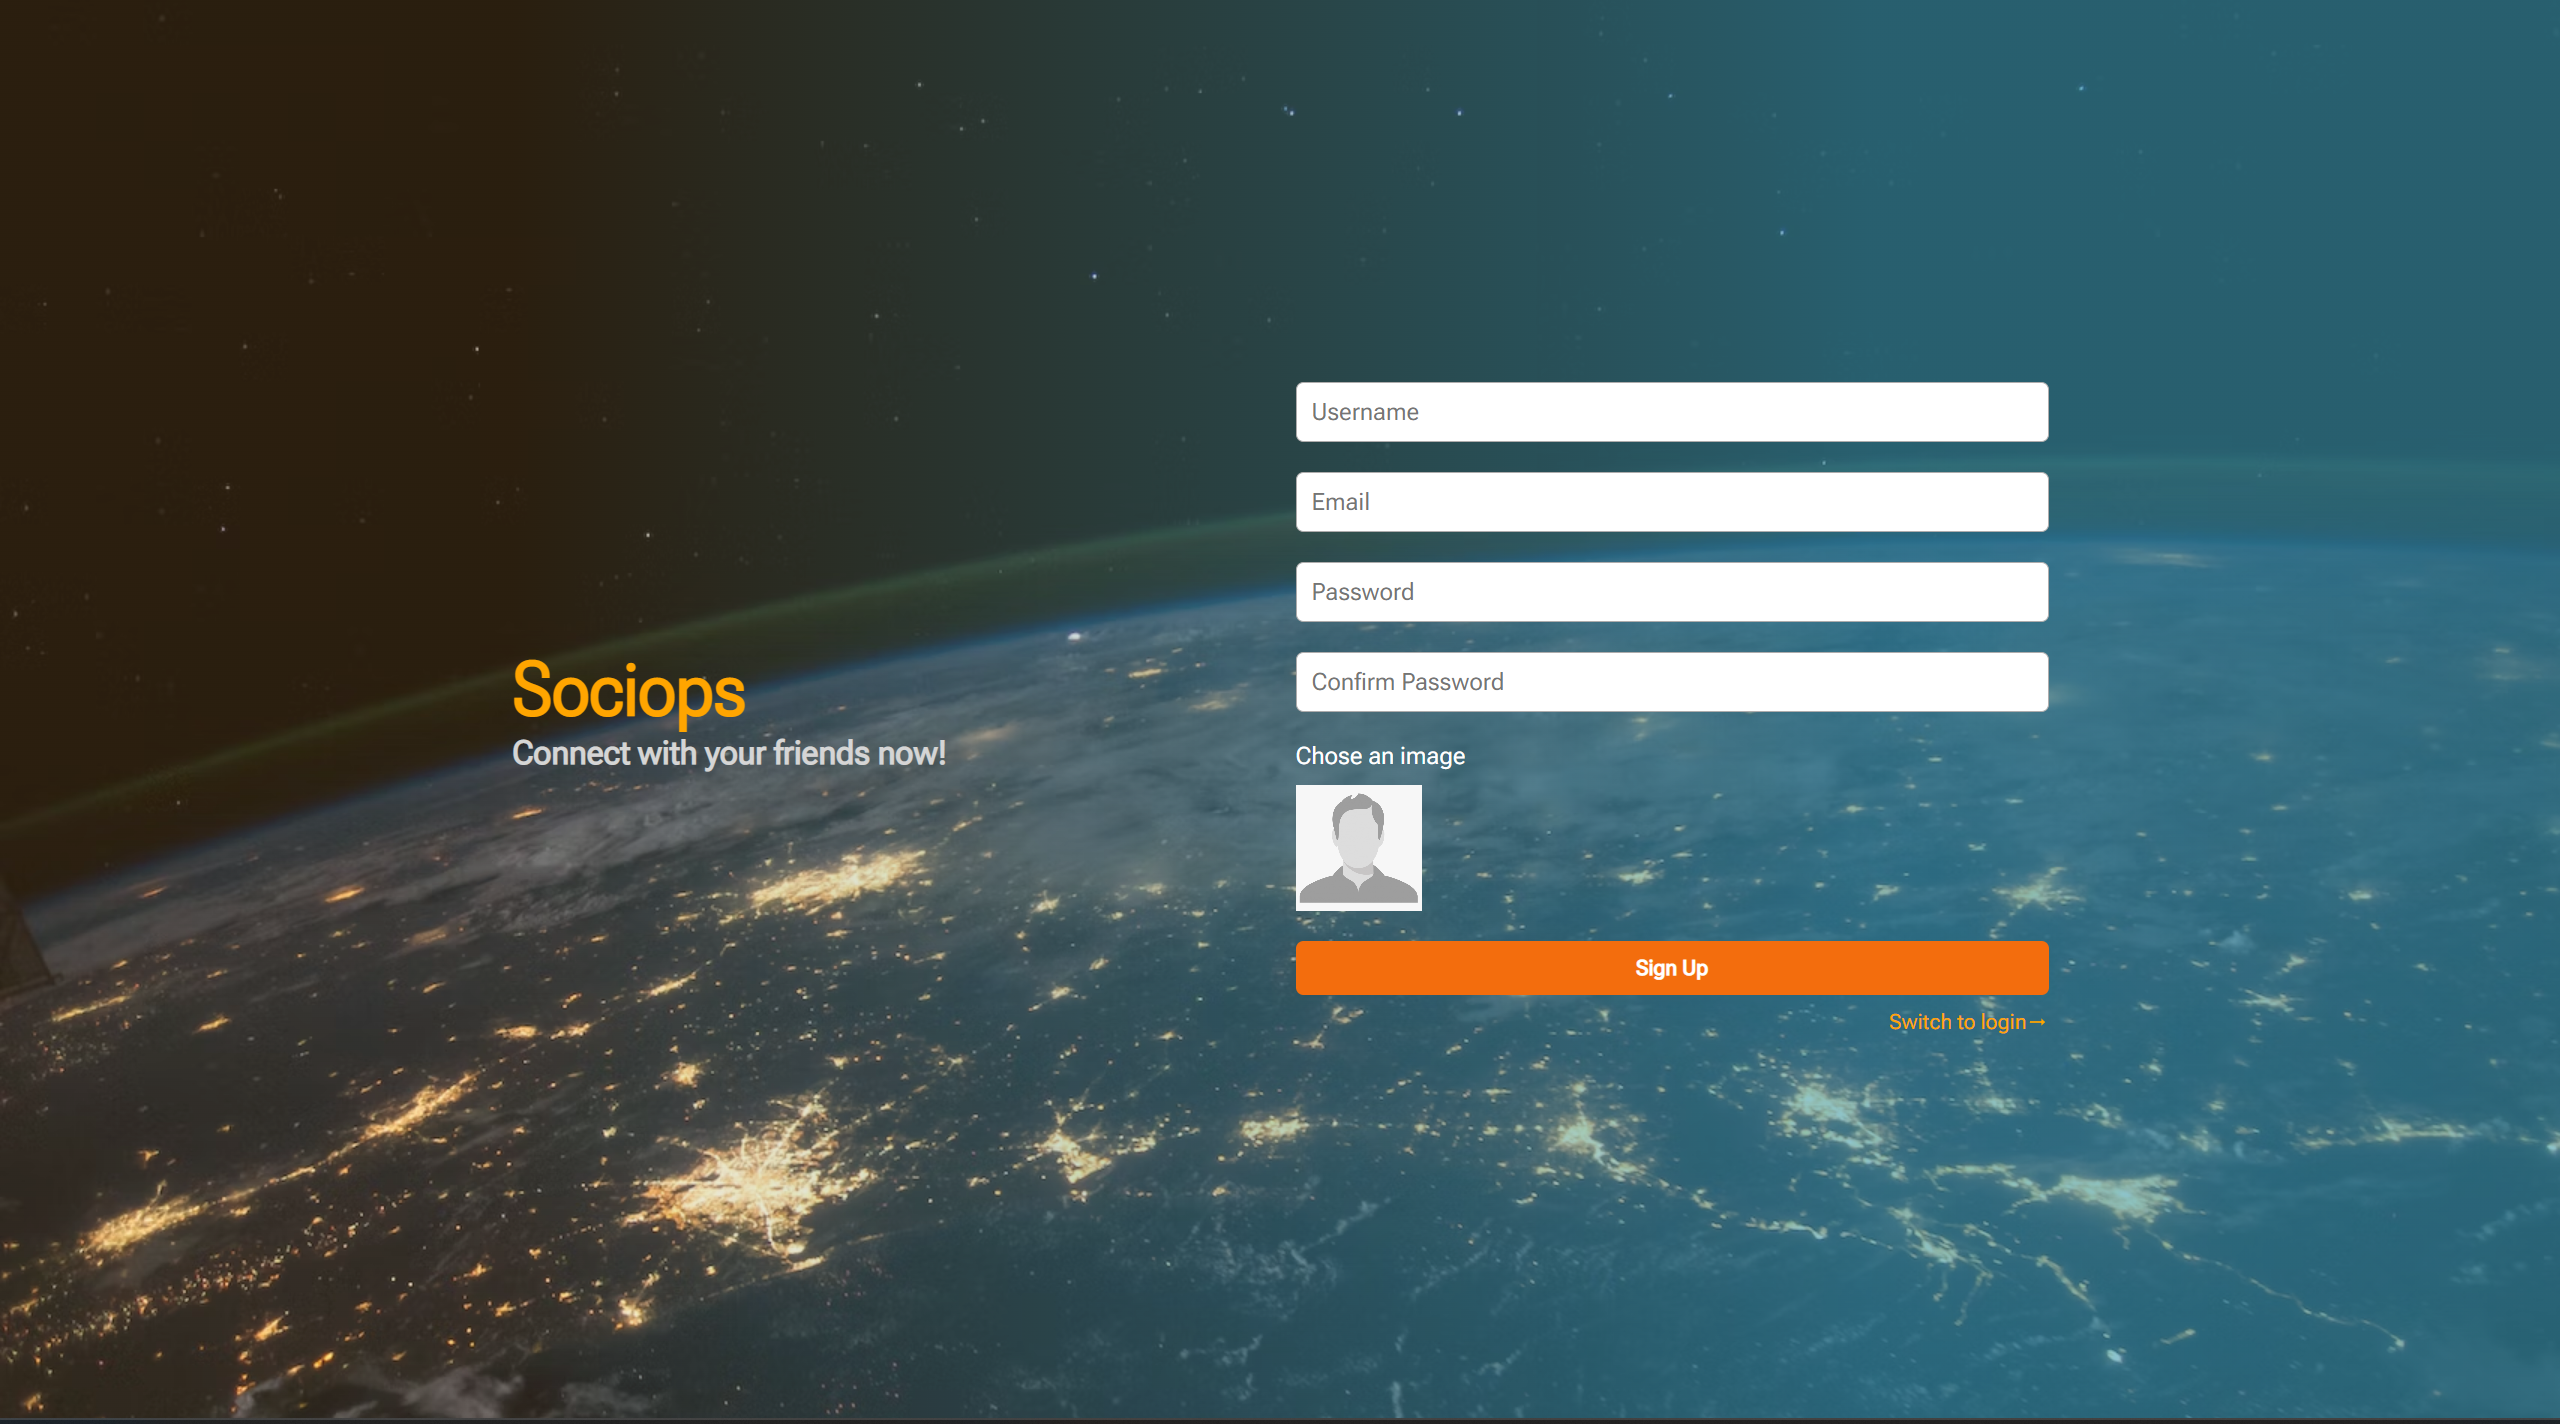 Sociops
Connect with your friends now!
Username
Email
Password
Confirm Password
Chose an image
Sign Up
Switch to login→